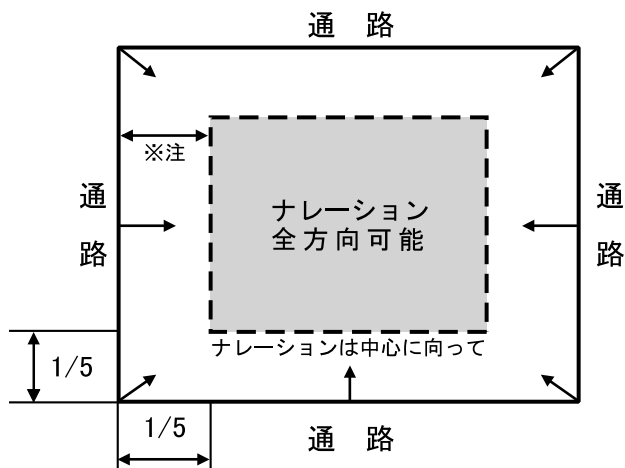 通 路
※注
通
路
ナレーション
全方向可能
通
路
ナレーションは中心に向って
1/5
1/5
通 路